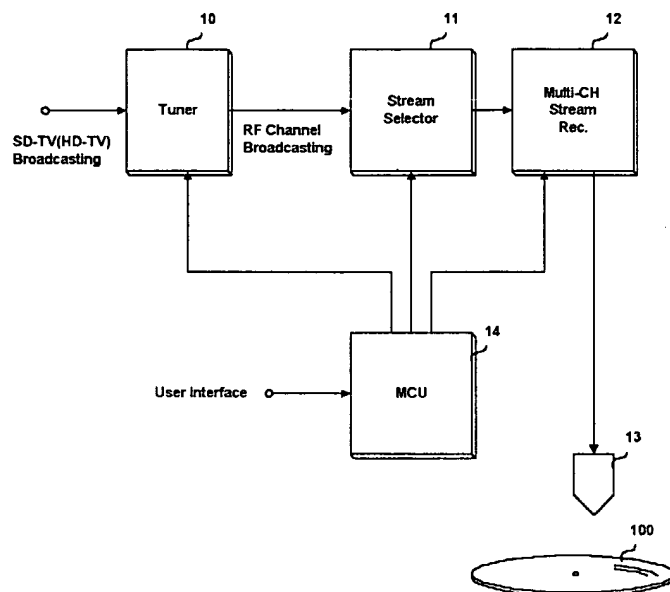 10
11
12
Tuner
Stream
Selector
Multi-CH
Stream
Rec.
SD-TV(HD-TV)
Broadcasting
RF Channel
Broadcasting
14
User Interface
MCU
13
100